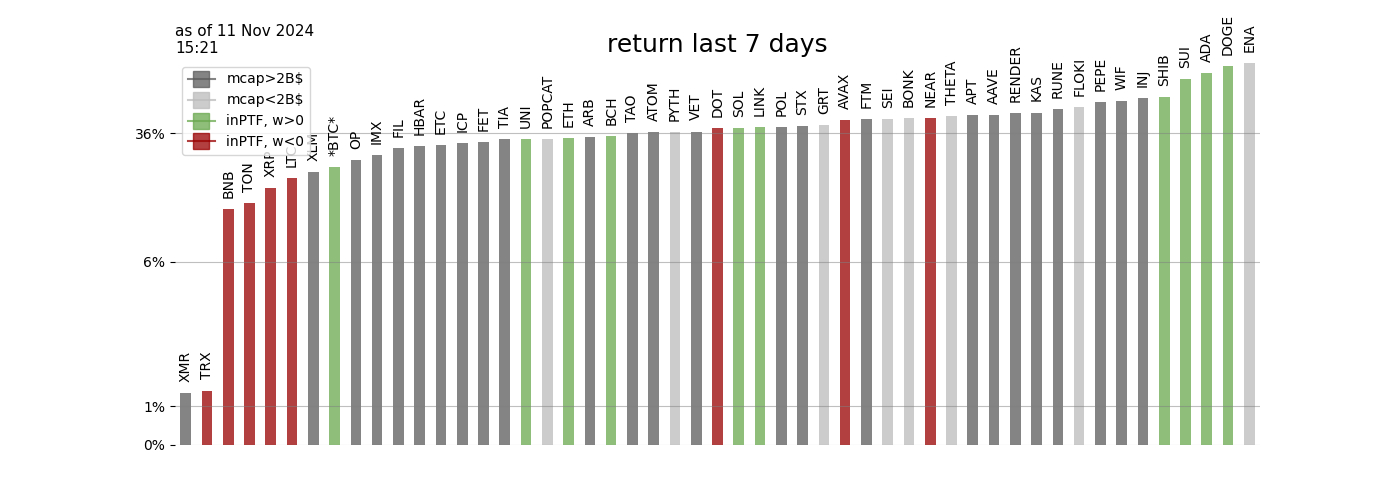 as of 11 Nov 2024
15:21
return last 7 days
mcap>2B$
mcap<2B$
inPTF, w>0
inPTF, w<0
36%
6%
1%
0%
XMR
TRX
BNB
TON
XRP
LTC
XLM
*BTC*
OP
IMX
FIL
HBAR
ETC
ICP
FET
TIA
UNI
POPCAT
ETH
ARB
BCH
TAO
ATOM
PYTH
VET
DOT
SOL
LINK
POL
STX
GRT
AVAX
FTM
SEI
BONK
NEAR
THETA
APT
AAVE
RENDER
KAS
RUNE
FLOKI
PEPE
WIF
INJ
SHIB
SUI
ADA
DOGE
ENA